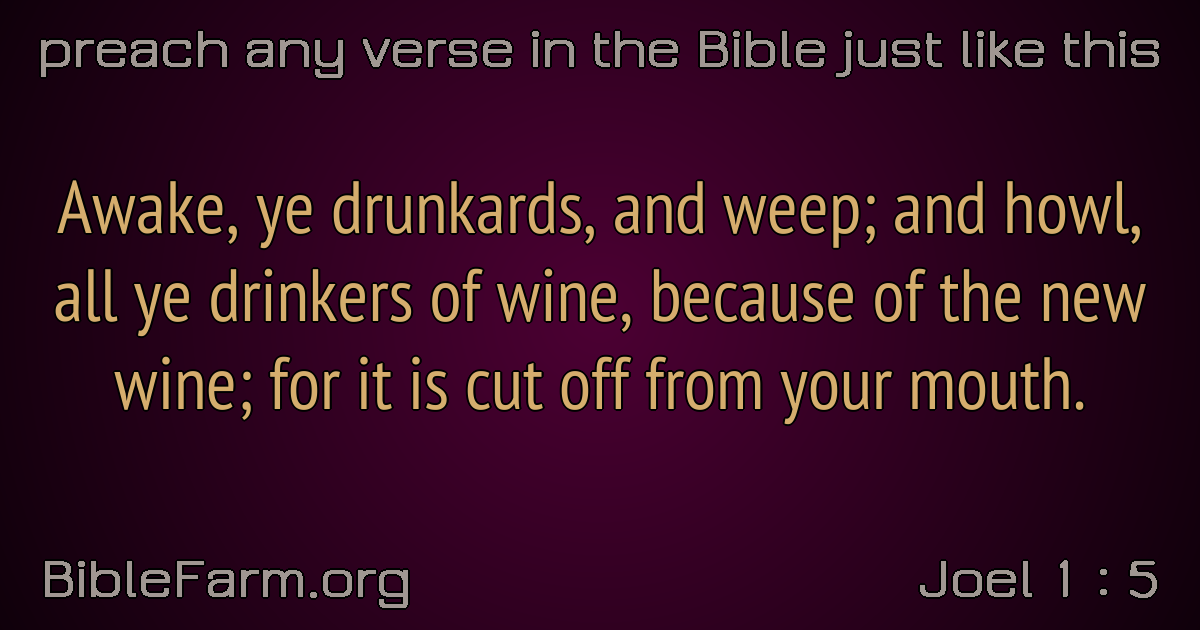 preach any verse in the Bible just like this
Awake, ye drunkards, and weep; and howl,
all ye drinkers of wine, because of the new
wine; for it is cut off from your mouth.
BibleFarm.org
Joel 1 : 5